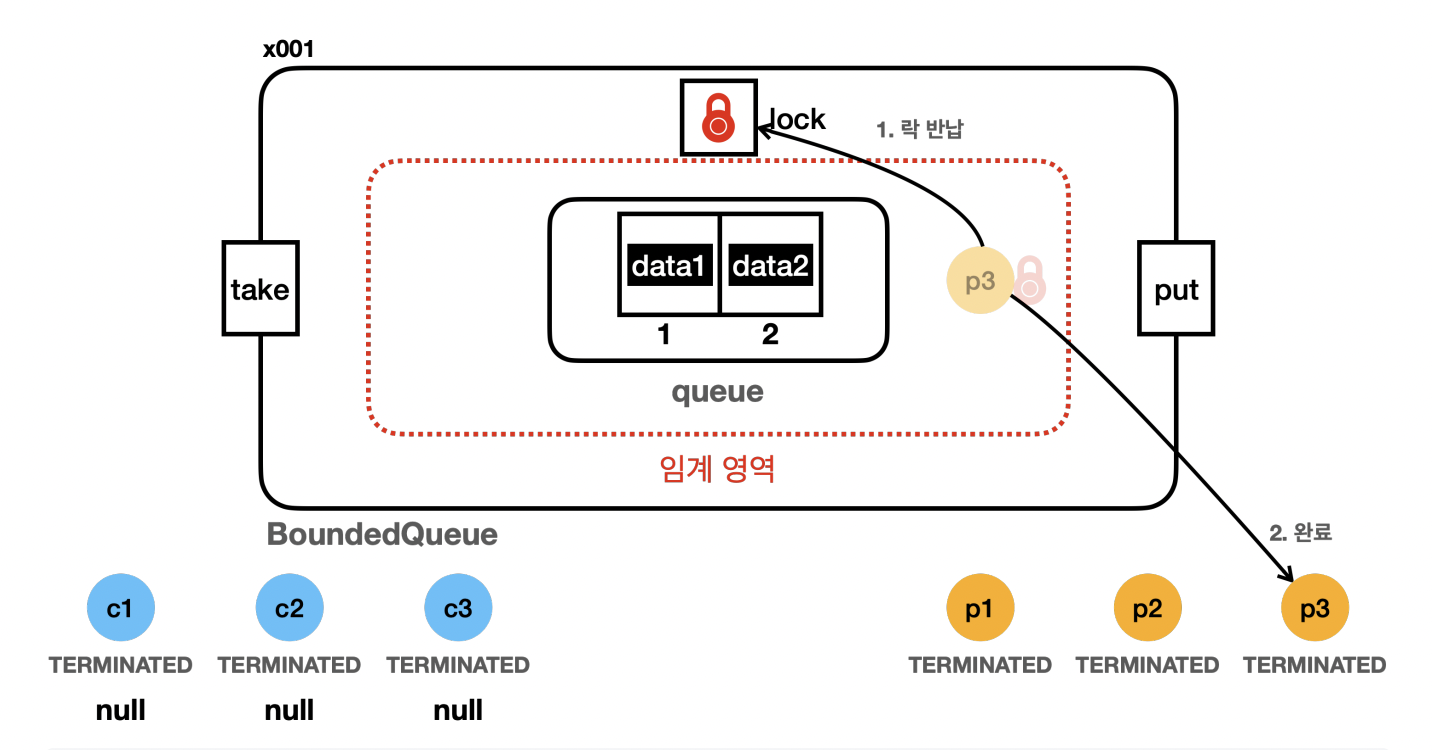 x001
lock
1. 락 반납
data1 data2
p3
take
put
1 2
queue
임계 영역
BoundedQueue
2. 완료
c1 c2 c3 p1 p2 p3
TERMINATED TERMINATED TERMINATED TERMINATED TERMINATED TERMINATED
null null null